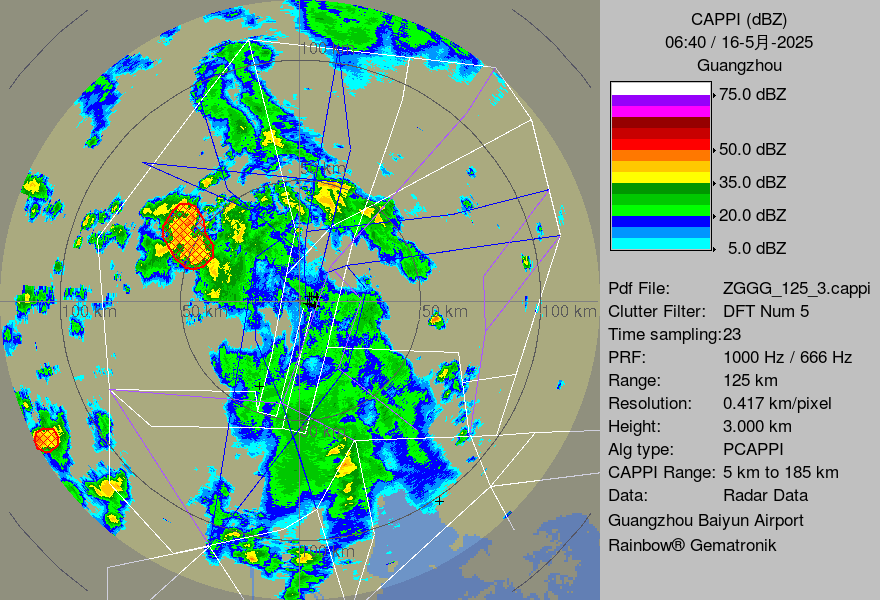 CAPPI (dBZ)
06:40 / 16-5月-2025
Guangzhou
75.0 dBZ
50.0 dBZ
35.0 dBZ
20.0 dBZ
5.0 dBZ
Pdf File: ZGGG_125_3.cappi
Clutter Filter: DFT Num 5
Time sampling:23
PRF: 1000 Hz / 666 Hz
Range: 125 km
Resolution: 0.417 km/pixel
Height: 3.000 km
Alg type: PCAPPI
CAPPI Range: 5 km to 185 km
Data: Radar Data
Guangzhou Baiyun Airport
Rainbow® Gematronik
100 km
50 km
100 km
50 km
50 km
100 km
50 km
100 km